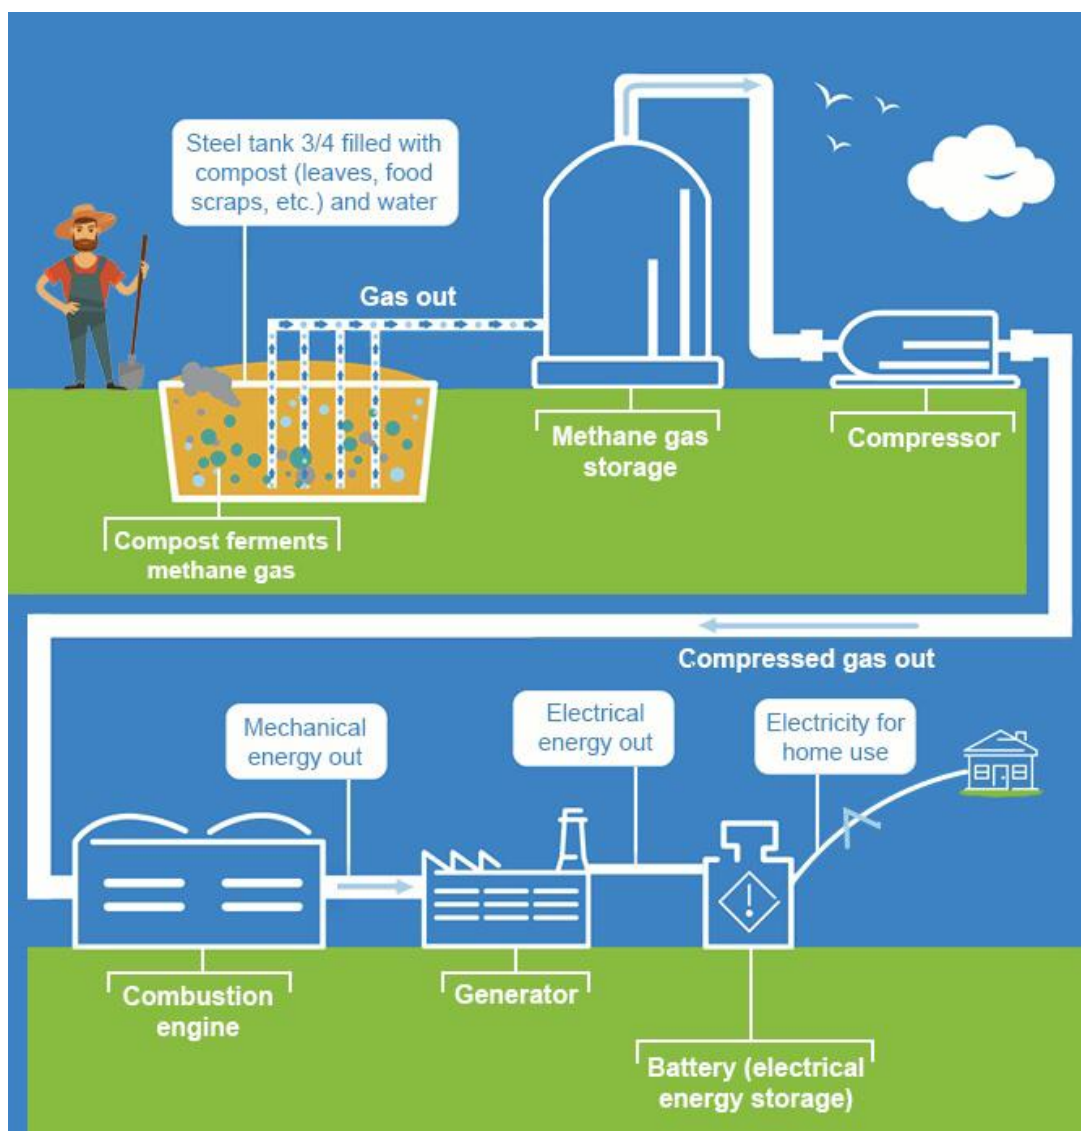 Steel tank 3/4 filled with
compost (leaves, food
scraps, etc.) and water
Gas out
Methane gas
storage
Compressor
Compost ferments
methane gas
Compressed gas out
Mechanical
energy out
Electrical
energy out
Electricity for
home use
Combustion
engine
Generator
Battery (electrical
energy storage)